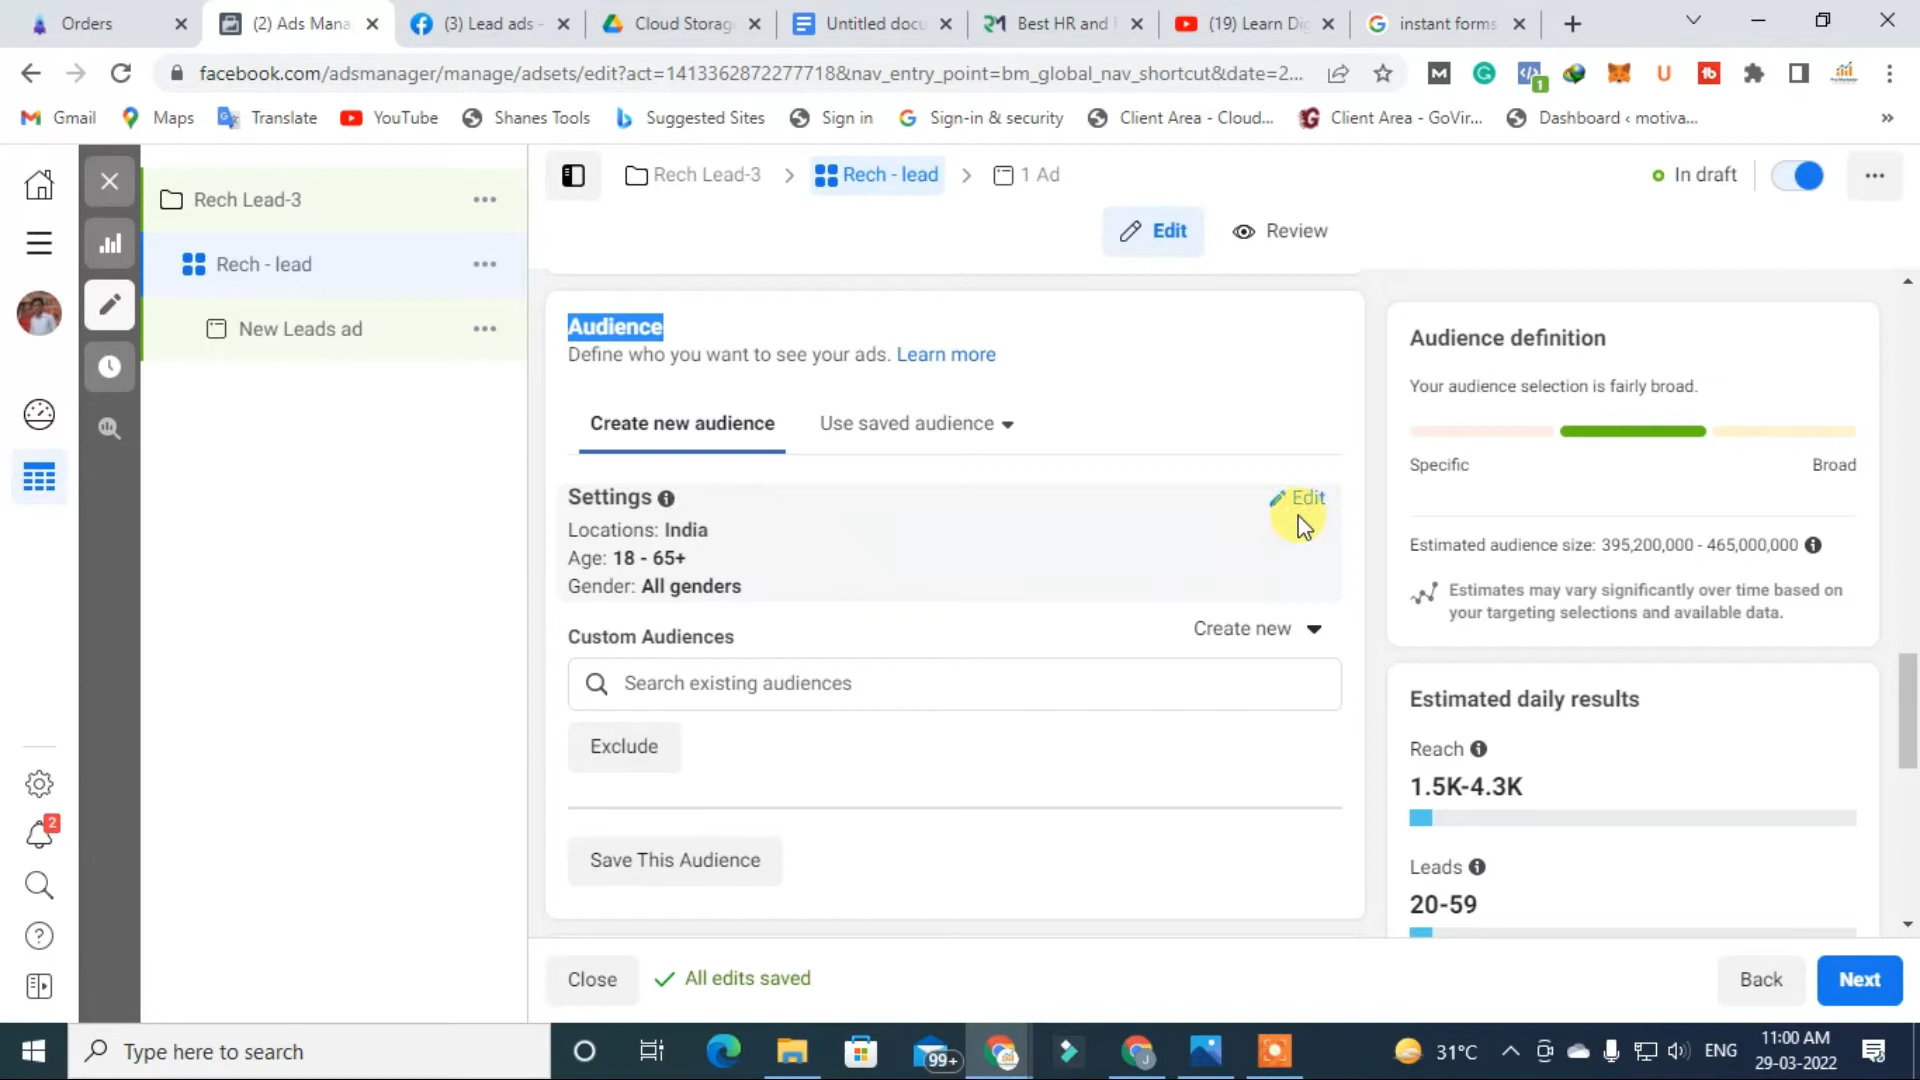 Orders
(2) Ads Mana
(3) Lead ads -
Cloud Storag
Untitled docu
Best HR and
(19) Learn Di
instant forms
facebook.com/adsmanager/manage/adsets/edit?act=1413362872277718&nav_entry_point=bm_global_nav_shortcut&date=2...
Gmail
Maps
Translate
YouTube
Shanes Tools
Suggested Sites
Sign in
Sign-in & security
Client Area - Cloud...
Client Area - GoVir...
Dashboard ‹ motiva...
»
Rech Lead-3
Rech - lead
New Leads ad
Rech Lead-3
Rech - lead
1 Ad
In draft
Edit
Review
Audience
Define who you want to see your ads. Learn more
Create new audience
Use saved audience
Settings
Edit
Locations: India
Age: 18 - 65+
Gender: All genders
Custom Audiences
Create new
Search existing audiences
Exclude
Save This Audience
Audience definition
Your audience selection is fairly broad.
Specific
Broad
Estimated audience size: 395,200,000 - 465,000,000
Estimates may vary significantly over time based on
your targeting selections and available data.
Estimated daily results
Reach
1.5K-4.3K
Leads
20-59
2
Close
All edits saved
Back
Next
Type here to search
99+
31°C
ENG
11:00 AM
29-03-2022